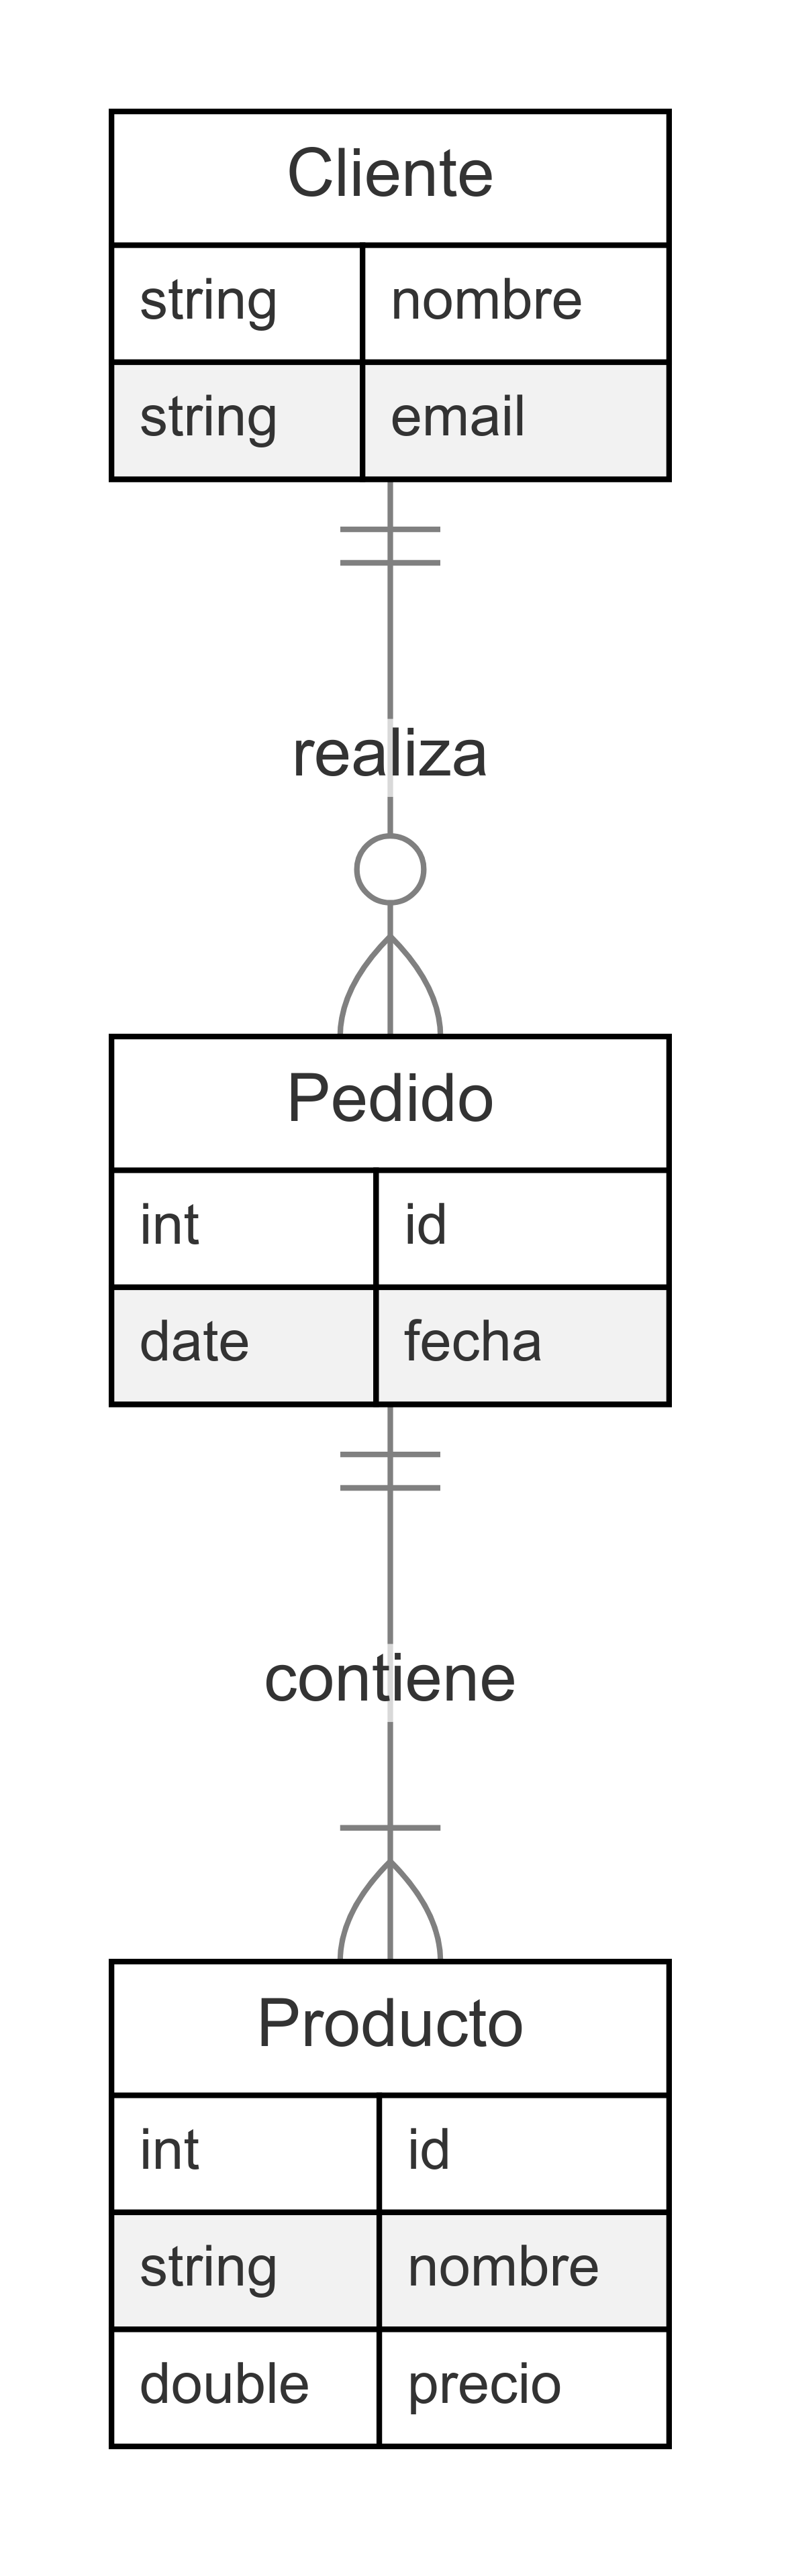 Cliente
string nombre
string email
realiza
Pedido
int id
date fecha
contiene
Producto
int id
string nombre
double precio